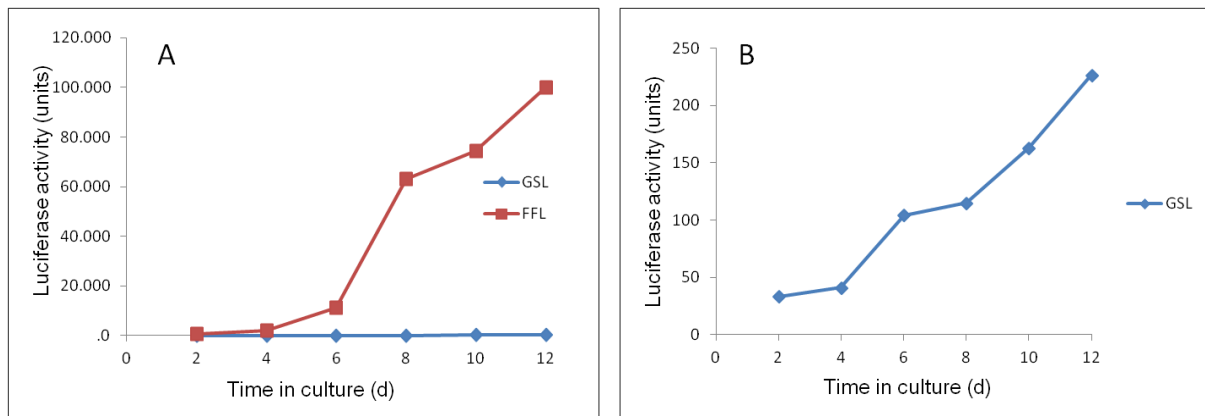 A
Luciferase activity (units)
120.000
100.000
80.000
60.000
40.000
20.000
.0
0 2 4 6 8 10 12
Time in culture (d)
GSL
FFL
B
Luciferase activity (units)
250
200
150
100
50
0
0 2 4 6 8 10 12
Time in culture (d)
GSL